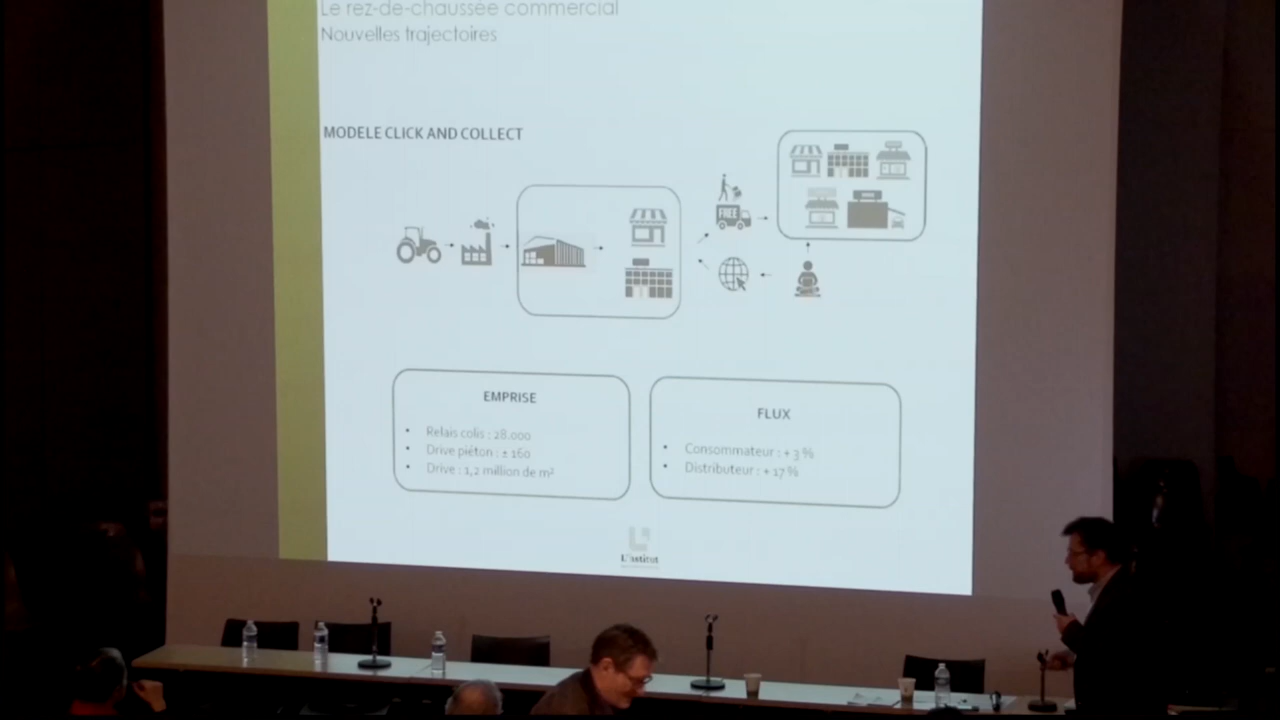 Le rez-de-chaussée commercial
Nouvelles trajectoires
MODELE CLICK AND COLLECT
FREE
EMPRISE
• Relais colis : 28.000
• Drive piéton : ± 160
• Drive : 1,2 million de m²
FLUX
• Consommateur : + 3 %
• Distributeur : + 17 %
L'institut